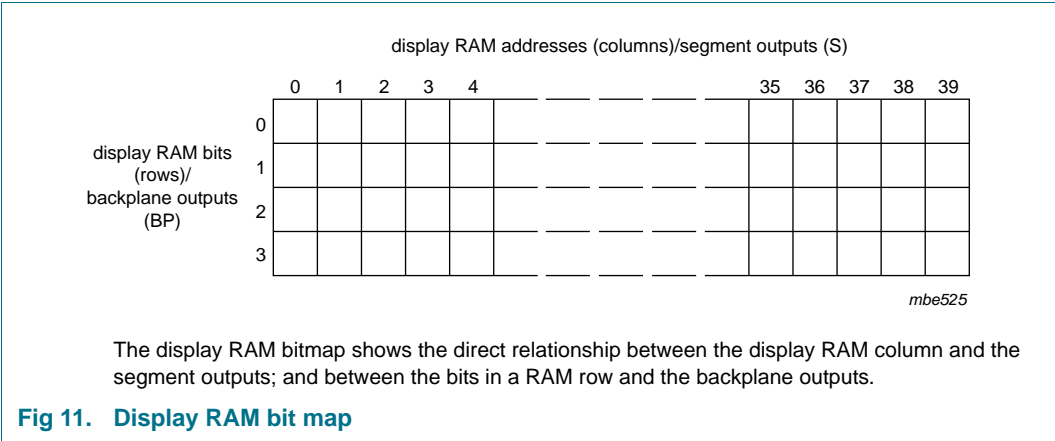 display RAM addresses (columns)/segment outputs (S)
0 1 2 3 4 35 36 37 38 39
0
display RAM bits
(rows)/
backplane outputs
(BP)
1
2
3
mbe525
The display RAM bitmap shows the direct relationship between the display RAM column and the
segment outputs; and between the bits in a RAM row and the backplane outputs.
Fig 11. Display RAM bit map